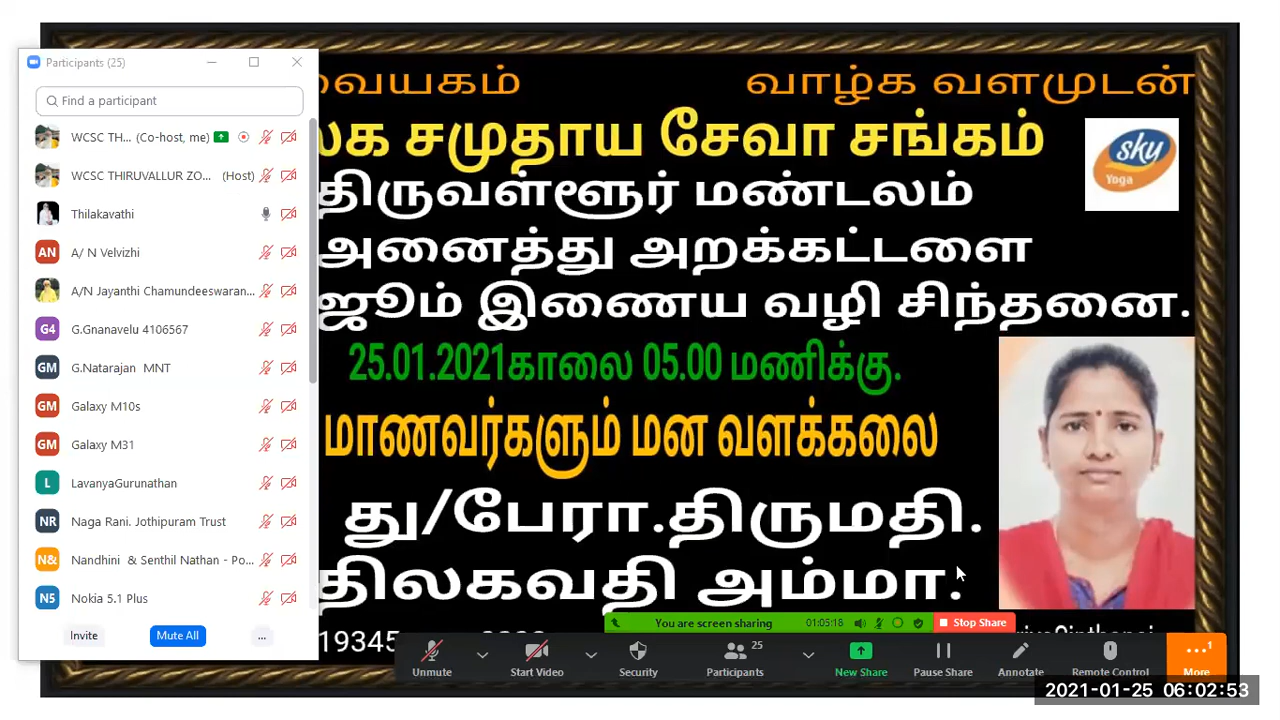 Participants (25)
Find a participant
WCSC TH... (Co-host, me)
WCSC THIRUVALLUR ZO... (Host)
Thilakavathi
AN A/ N Velvizhi
A/N Jayanthi Chamundeeswaran...
G4 G.Gnanavelu 4106567
GM G.Natarajan MNT
GM Galaxy M10s
GM Galaxy M31
L LavanyaGurunathan
NR Naga Rani. Jothipuram Trust
N& Nandhini & Senthil Nathan - Po...
N5 Nokia 5.1 Plus
Invite Mute All ...
வையகம் வாழ்க வளமுடன்
சமுதாய சேவா சங்கம்
sky
Yoga
திருவள்ளூர் மண்டலம்
அனைத்து அறக்கட்டளை
ஜூம் இணைய வழி சிந்தனை.
25.01.2021காலை 05.00 மணிக்கு.
மாணவர்களும் மன வளக்கலை
து/பேரா.திருமதி.
திலகவதி அம்மா.
19345
You are screen sharing 01:05:18 Stop Share
Unmute Start Video Security Participants 25 New Share Pause Share Annotate Remote Control More 1
2021-01-25 06:02:53